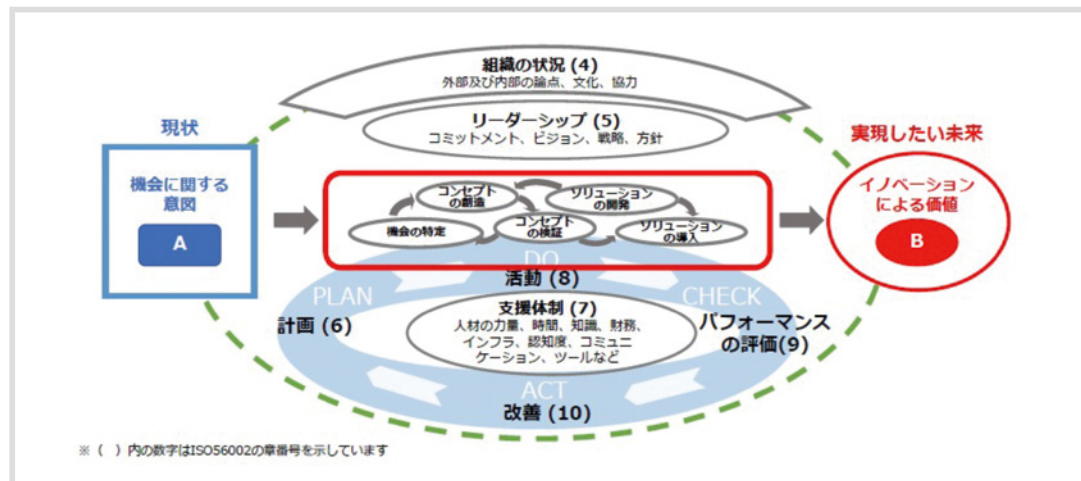 組織の状況 (4)
外部及び内部の論点、文化、協力
リーダーシップ (5)
コミットメント、ビジョン、戦略、方針
現状
機会に関する
意図
A
コンセプト
の創造
ソリューション
の開発
機会の特定
コンセプト
の検証
ソリューション
の導入
実現したい未来
イノベーション
による価値
B
DO
活動 (8)
PLAN
計画 (6)
支援体制 (7)
人材の力量、時間、知識、財務、
インフラ、認知度、コミュニ
ケーション、ツールなど
CHECK
パフォーマンス
の評価(9)
ACT
改善 (10)
※ （　）内の数字はISO56002の章番号を示しています